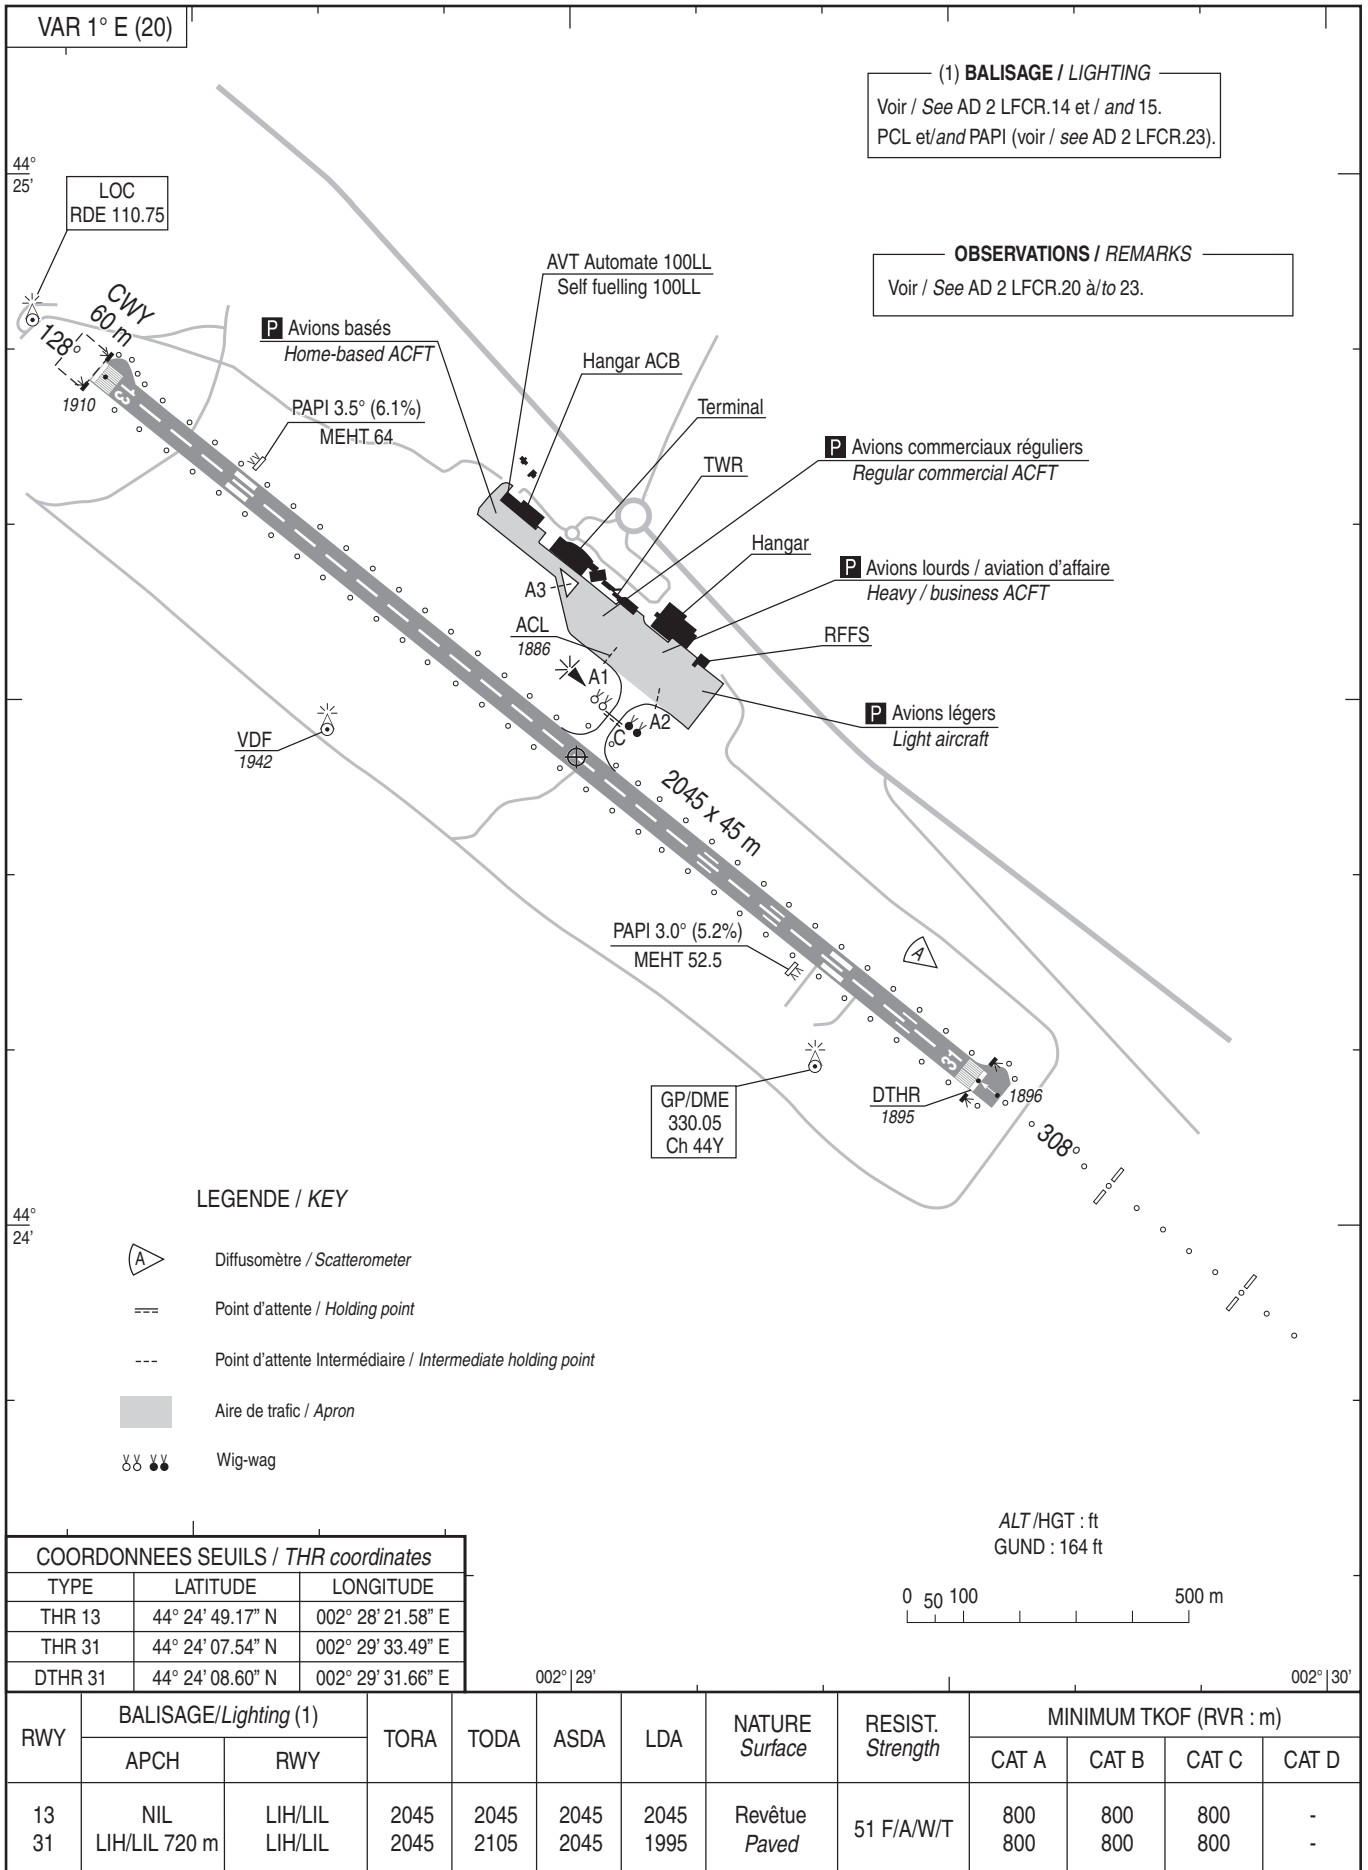 VAR 1° E (20)
(1) BALISAGE / LIGHTING
Voir / See AD 2 LFCR.14 et / and 15.
PCL et/and PAPI (voir / see AD 2 LFCR.23).
44°
25'
LOC
RDE 110.75
OBSERVATIONS / REMARKS
Voir / See AD 2 LFCR.20 à/to 23.
AVT Automate 100LL
Self fuelling 100LL
CWY
60 m
128°
P Avions basés
Home-based ACFT
Hangar ACB
1910
13
PAPI 3.5° (6.1%)
MEHT 64
Terminal
P Avions commerciaux réguliers
Regular commercial ACFT
TWR
Hangar
P Avions lourds / aviation d'affaire
Heavy / business ACFT
A3
ACL
1886
RFFS
A1
P Avions légers
Light aircraft
A2
C
VDF
1942
2045 x 45 m
PAPI 3.0° (5.2%)
MEHT 52.5
A
31
GP/DME
330.05
Ch 44Y
DTHR
1895
1896
308°
LEGENDE / KEY
44°
24'
A Diffusomètre / Scatterometer
Point d'attente / Holding point
Point d'attente Intermédiaire / Intermediate holding point
Aire de trafic / Apron
Wig-wag
ALT /HGT : ft
GUND : 164 ft
COORDONNEES SEUILS / THR coordinates
TYPE LATITUDE LONGITUDE
THR 13 44° 24' 49.17" N 002° 28' 21.58" E
THR 31 44° 24' 07.54" N 002° 29' 33.49" E
DTHR 31 44° 24' 08.60" N 002° 29' 31.66" E
0 50 100 500 m
002° 29'
002° 30'
RWY BALISAGE/Lighting (1) TORA TODA ASDA LDA NATURE RESIST. MINIMUM TKOF (RVR : m)
Surface Strength
APCH RWY CAT A CAT B CAT C CAT D
13 NIL LIH/LIL 2045 2045 2045 2045 Revêtue 51 F/A/W/T 800 800 800 -
31 LIH/LIL 720 m LIH/LIL 2045 2105 2045 1995 Paved 800 800 800 -